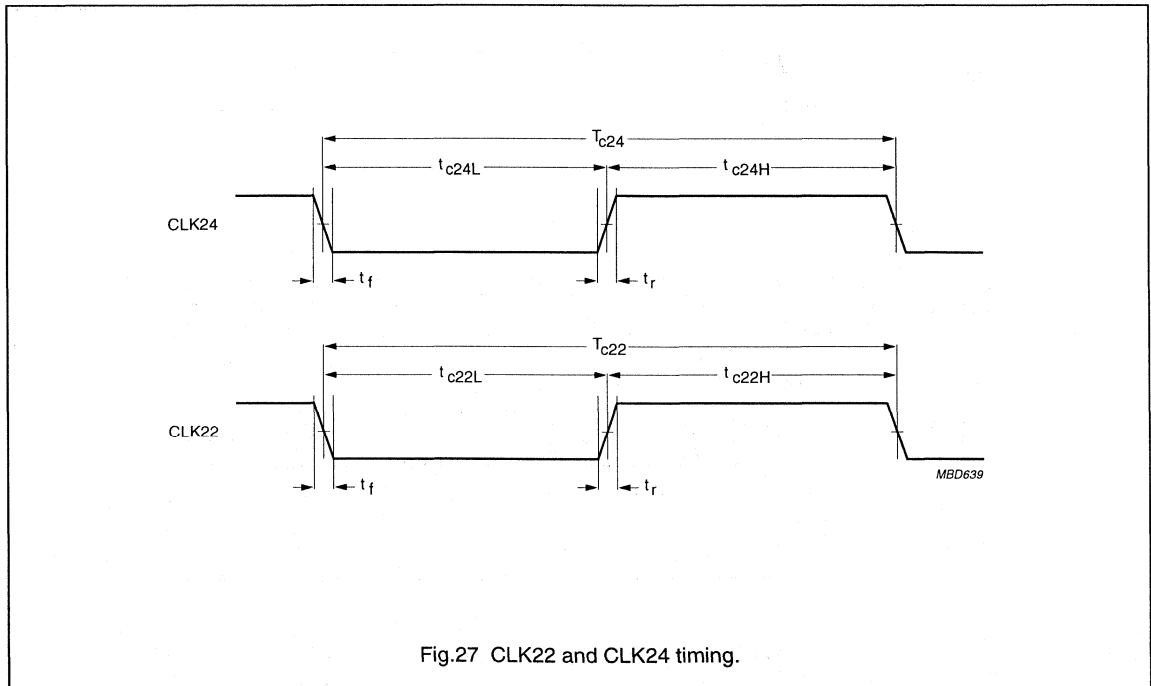 Tc24
tc24L tc24H
CLK24
tf tr
Tc22
tc22L tc22H
CLK22
MBD639
tf tr
Fig.27 CLK22 and CLK24 timing.